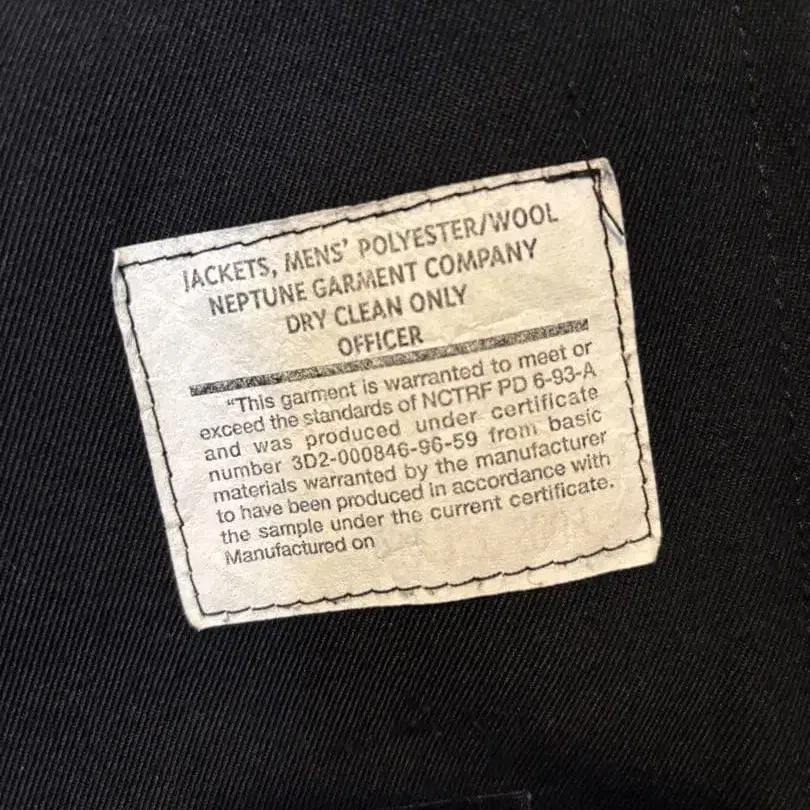 JACKETS, MENS' POLYESTER/WOOL
NEPTUNE GARMENT COMPANY
DRY CLEAN ONLY
OFFICER
"This garment is warranted to meet or
exceed the standards of NCTRF PD 6-93-A
and was produced under certificate
number 3D2-000846-96-59 from basic
materials warranted by the manufacturer
to have been produced in accordance with
the sample under the current certificate.
Manufactured on